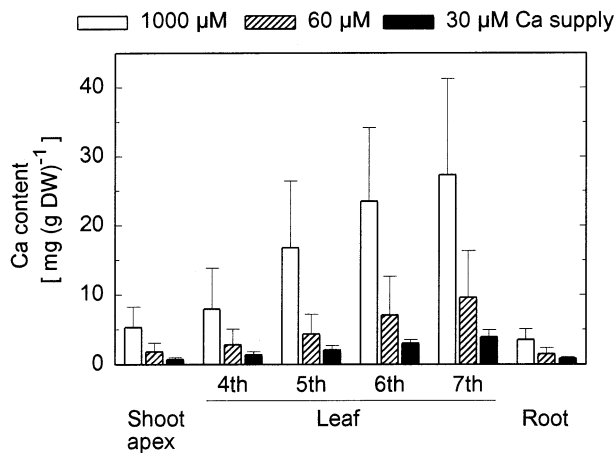 1000 µM 60 µM 30 µM Ca supply
Ca content
[ mg (g DW)⁻¹ ]
40
30
20
10
0
4th 5th 6th 7th
Shoot apex
Leaf
Root